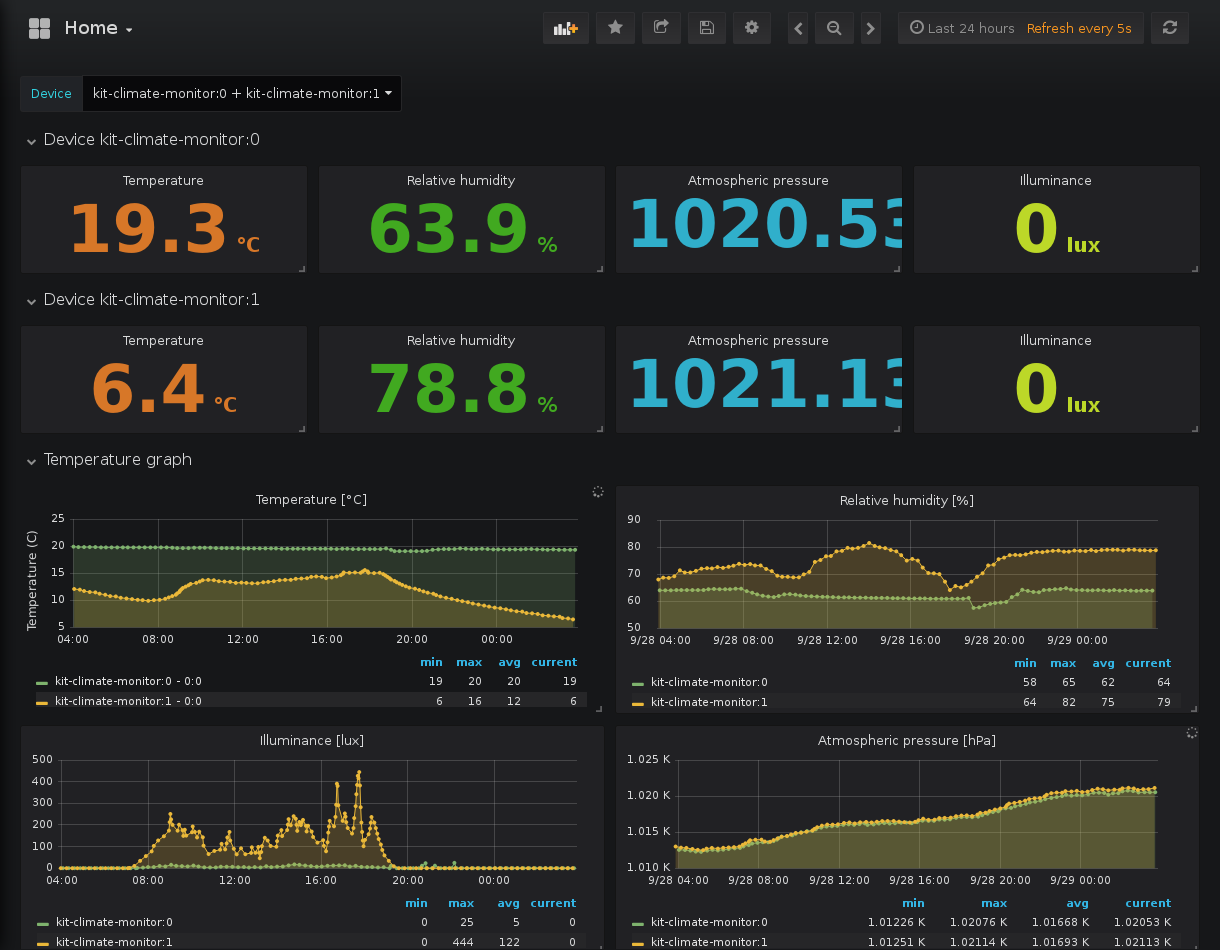 Home
Last 24 hours Refresh every 5s
Device kit-climate-monitor:0 + kit-climate-monitor:1
Device kit-climate-monitor:0
Temperature Relative humidity Atmospheric pressure Illuminance
19.3 °C 63.9 % 1020.53 0 lux
Device kit-climate-monitor:1
Temperature Relative humidity Atmospheric pressure Illuminance
6.4 °C 78.8 % 1021.13 0 lux
Temperature graph
Temperature [°C]
Temperature (C)
25
20
15
10
5
04:00 08:00 12:00 16:00 20:00 00:00
min max avg current
kit-climate-monitor:0 - 0:0 19 20 20 19
kit-climate-monitor:1 - 0:0 6 16 12 6
Relative humidity [%]
90
80
70
60
50
9/28 04:00 9/28 08:00 9/28 12:00 9/28 16:00 9/28 20:00 9/29 00:00
min max avg current
kit-climate-monitor:0 58 65 62 64
kit-climate-monitor:1 64 82 75 79
Illuminance [lux]
500
400
300
200
100
0
04:00 08:00 12:00 16:00 20:00 00:00
min max avg current
kit-climate-monitor:0 0 25 5 0
kit-climate-monitor:1 0 444 122 0
Atmospheric pressure [hPa]
1.025 K
1.020 K
1.015 K
1.010 K
9/28 04:00 9/28 08:00 9/28 12:00 9/28 16:00 9/28 20:00 9/29 00:00
min max avg current
kit-climate-monitor:0 1.01226 K 1.02076 K 1.01668 K 1.02053 K
kit-climate-monitor:1 1.01251 K 1.02114 K 1.01693 K 1.02113 K